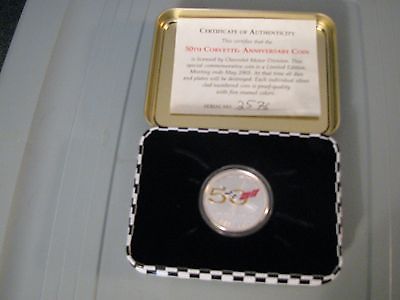 CERTIFICATE OF AUTHENTICITY
This certifies that the
50TH CORVETTE ANNIVERSARY COIN
is licensed by Chevrolet Motor Division. This
special commemorative coin is a Limited Edition.
Minting ends May 2003. At that time all dies
and plates will be destroyed. Each individual silver
clad numbered coin is proof-quality
with fire enamel colors.
SERIAL NO. 2576
50